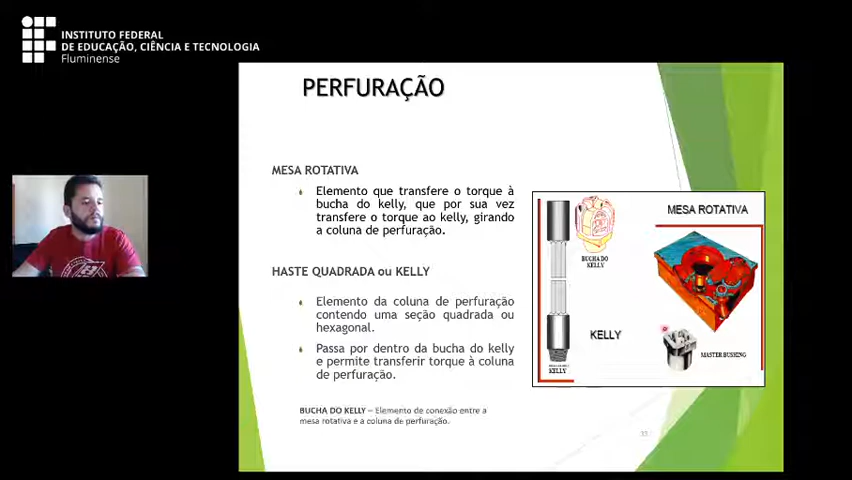 INSTITUTO FEDERAL
DE EDUCAÇÃO, CIÊNCIA E TECNOLOGIA
Fluminense
PERFURAÇÃO
MESA ROTATIVA
Elemento que transfere o torque à
bucha do kelly, que por sua vez
transfere o torque ao kelly, girando
a coluna de perfuração.
HASTE QUADRADA ou KELLY
Elemento da coluna de perfuração
contendo uma seção quadrada ou
hexagonal.
Passa por dentro da bucha do kelly
e permite transferir torque à coluna
de perfuração.
BUCHA DO KELLY – Elemento de conexão entre a
mesa rotativa e a coluna de perfuração.
MESA ROTATIVA
BUCHA DO
KELLY
KELLY
MASTER BUSHING
KELLY